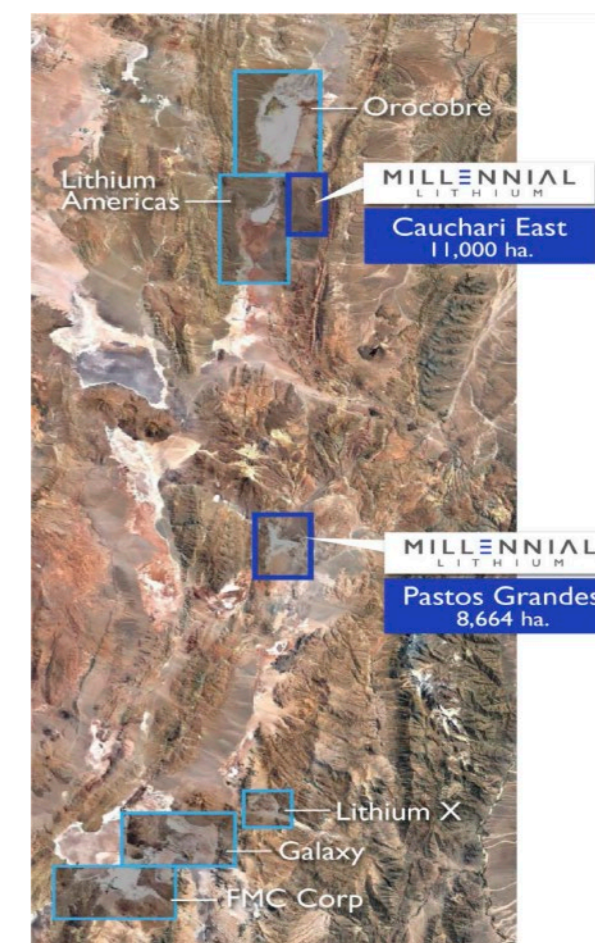 Orocobre
MILLENNIAL
LITHIUM
Lithium
Americas
Cauchari East
11,000 ha.
MILLENNIAL
LITHIUM
Pastos Grandes
8,664 ha.
Lithium X
Galaxy
FMC Corp